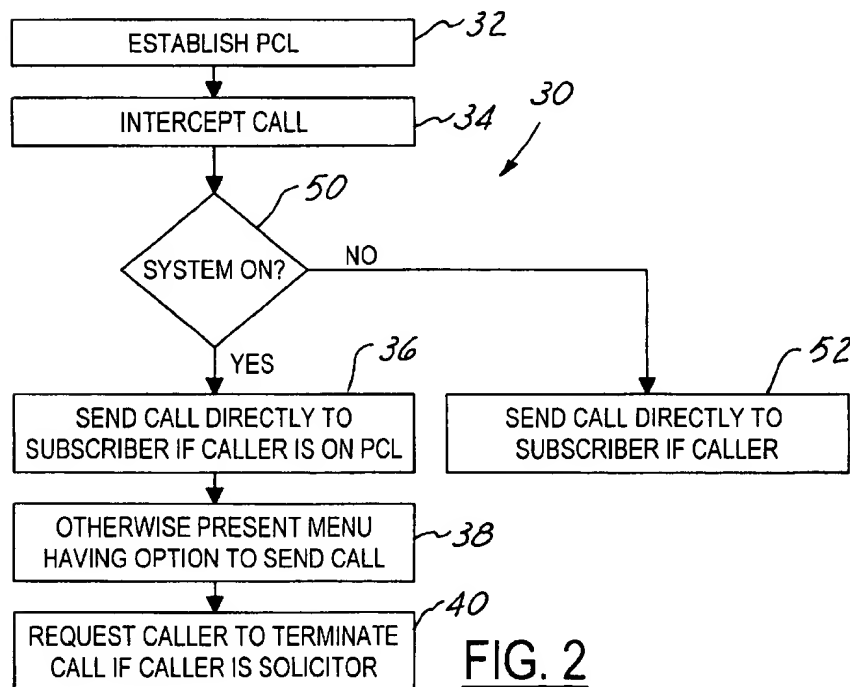 ESTABLISH PCL
32
INTERCEPT CALL
34
30
50
SYSTEM ON?
NO
YES
36
52
SEND CALL DIRECTLY TO
SUBSCRIBER IF CALLER IS ON PCL
SEND CALL DIRECTLY TO
SUBSCRIBER IF CALLER
OTHERWISE PRESENT MENU
HAVING OPTION TO SEND CALL
38
40
REQUEST CALLER TO TERMINATE
CALL IF CALLER IS SOLICITOR
FIG. 2